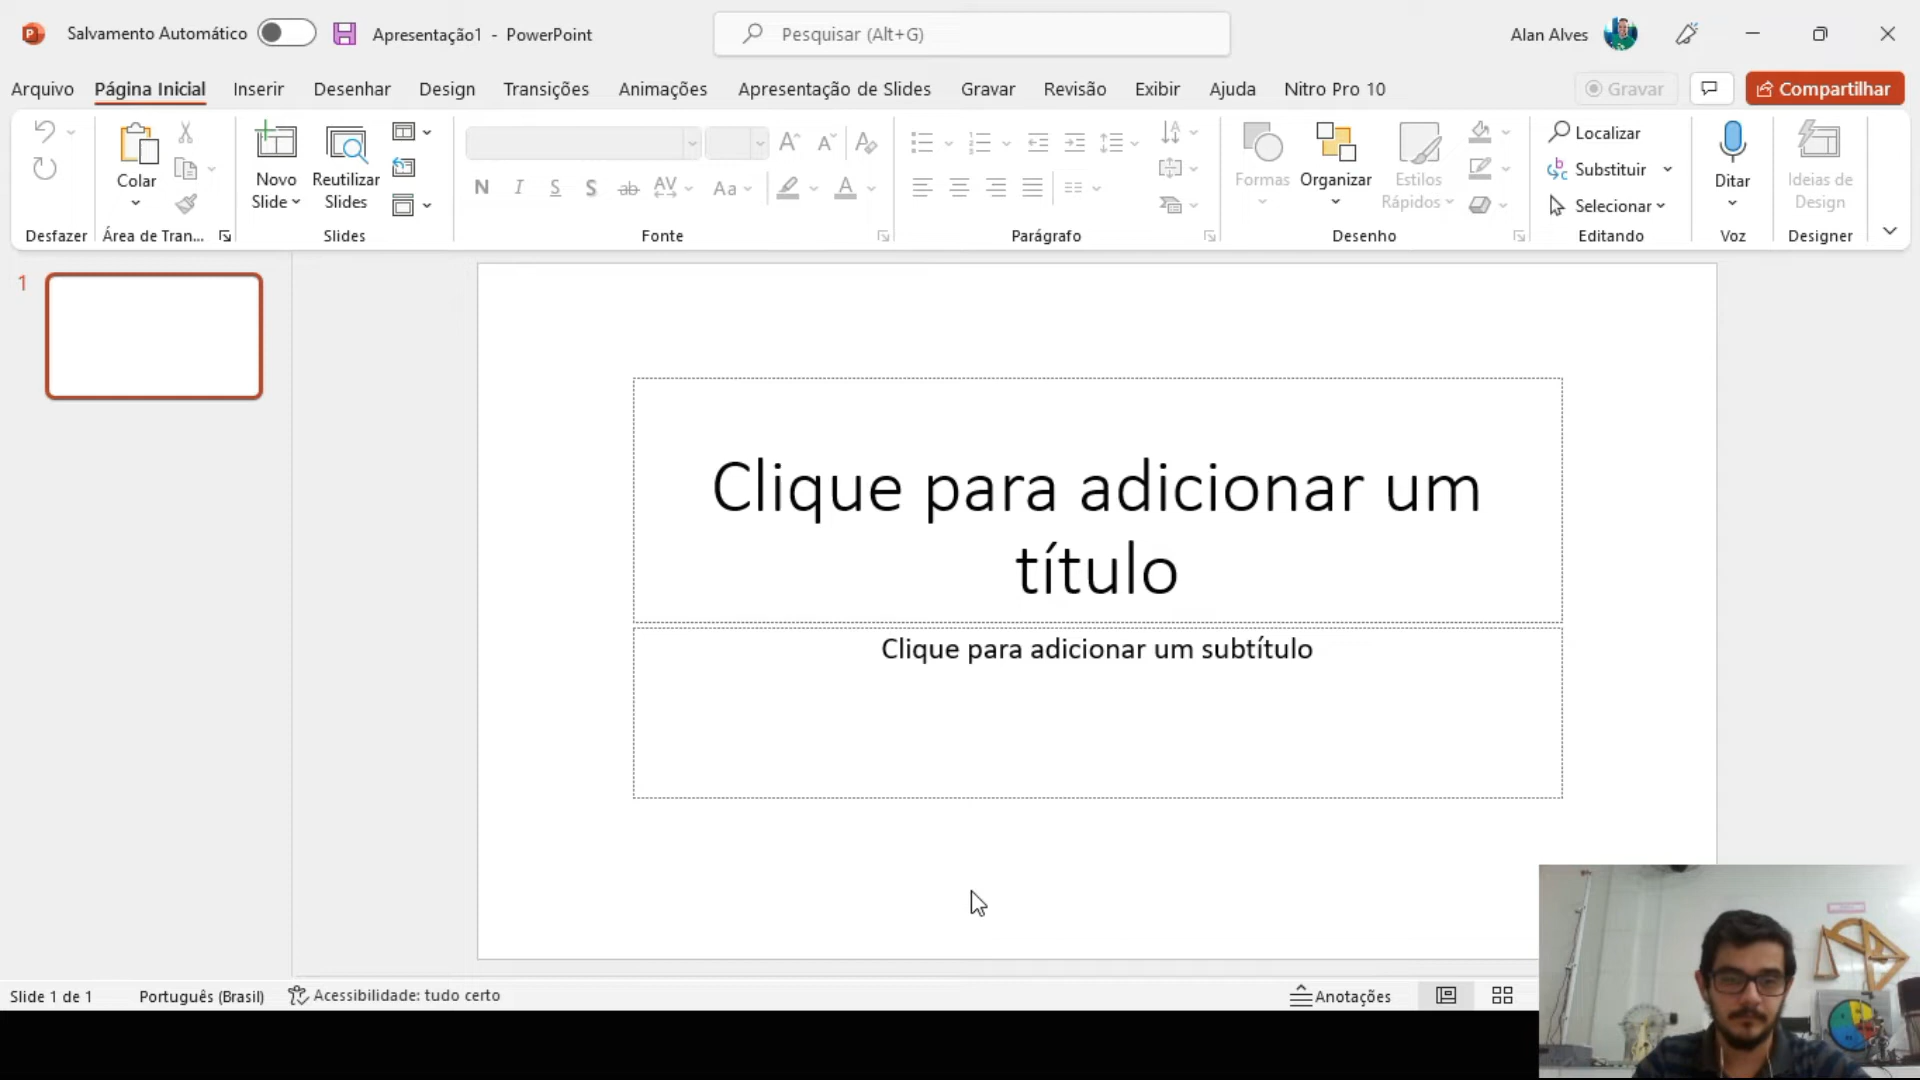 Salvamento Automático
Apresentação1 - PowerPoint
Pesquisar (Alt+G)
Alan Alves
Arquivo
Página Inicial
Inserir
Desenhar
Design
Transições
Animações
Apresentação de Slides
Gravar
Revisão
Exibir
Ajuda
Nitro Pro 10
Gravar
Compartilhar
Colar
Novo
Slide
Reutilizar
Slides
N I S S ab AV Aa A
Formas
Organizar
Estilos
Rápidos
Localizar
Substituir
Selecionar
Ditar
Ideias de
Design
Desfazer
Área de Tran...
Slides
Fonte
Parágrafo
Desenho
Editando
Voz
Designer
1
Clique para adicionar um
título
Clique para adicionar um subtítulo
Slide 1 de 1
Português (Brasil)
Acessibilidade: tudo certo
Anotações